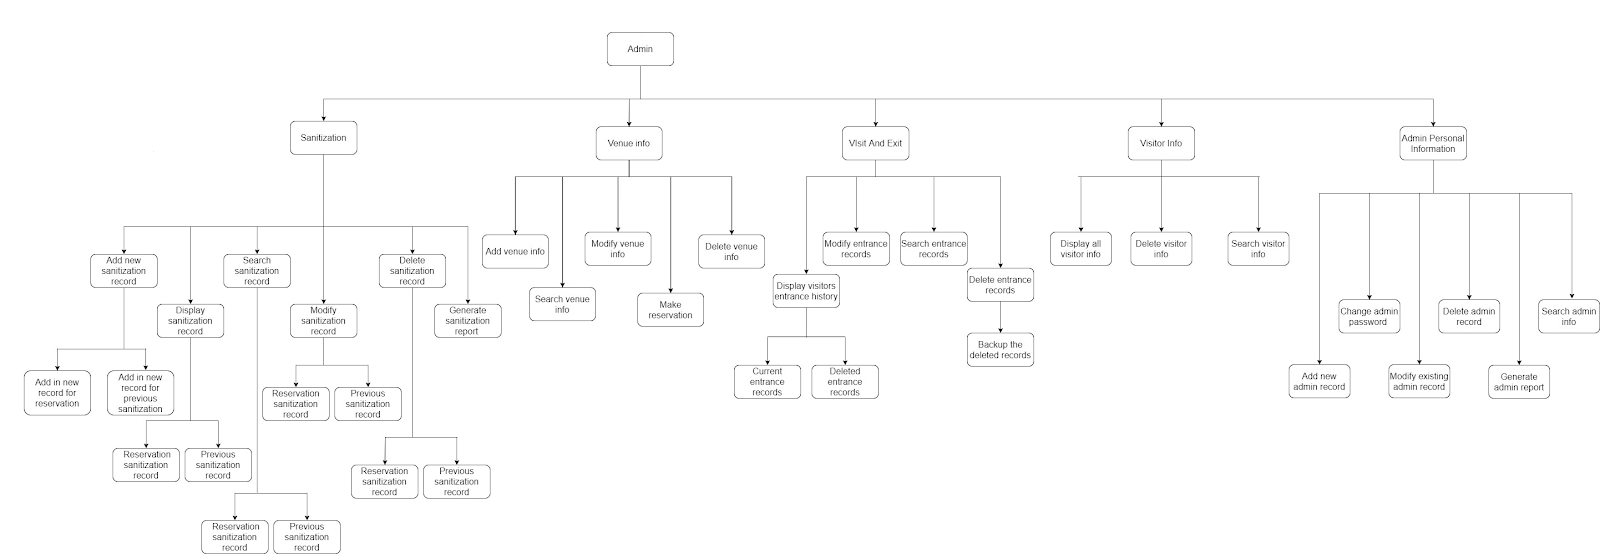 Admin
Sanitization
Venue info
VIsit And Exit
Visitor Info
Admin Personal
Information
Add new
sanitization
record
Display
sanitization
record
Search
sanitization
record
Modify
sanitization
record
Delete
sanitization
record
Generate
sanitization
report
Add in new
record for
reservation
Add in new
record for
previous
sanitization
Reservation
sanitization
record
Previous
sanitization
record
Reservation
sanitization
record
Previous
sanitization
record
Reservation
sanitization
record
Previous
sanitization
record
Reservation
sanitization
record
Previous
sanitization
record
Add venue info
Search venue
info
Modify venue
info
Make
reservation
Delete venue
info
Display visitors
entrance history
Modify entrance
records
Search entrance
records
Delete entrance
records
Current
entrance
records
Deleted
entrance
records
Backup the
deleted records
Display all
visitor info
Delete visitor
info
Search visitor
info
Add new
admin record
Change admin
password
Modify existing
admin record
Delete admin
record
Generate
admin report
Search admin
info